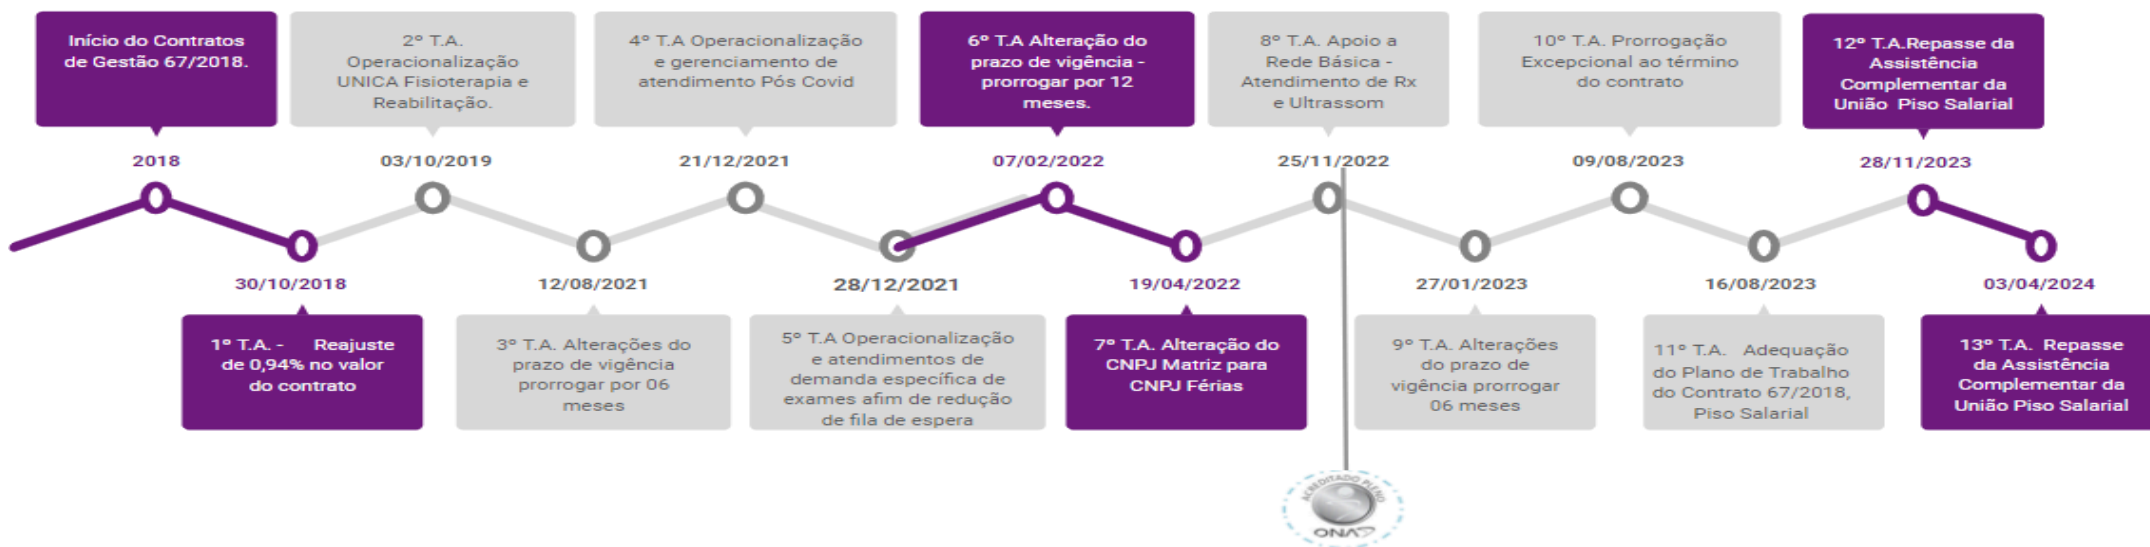 Início do Contratos
de Gestão 67/2018.
2º T.A.
Operacionalização
UNICA Fisioterapia e
Reabilitação.
4º T.A Operacionalização
e gerenciamento de
atendimento Pós Covid
6º T.A Alteração do
prazo de vigência -
prorrogar por 12
meses.
8º T.A. Apoio a
Rede Básica -
Atendimento de Rx
e Ultrassom
10º T.A. Prorrogação
Excepcional ao término
do contrato
12º T.A.Repasse da
Assistência
Complementar da
União Piso Salarial
2018
03/10/2019
21/12/2021
07/02/2022
25/11/2022
09/08/2023
28/11/2023
30/10/2018
12/08/2021
28/12/2021
19/04/2022
27/01/2023
16/08/2023
03/04/2024
1º T.A. - Reajuste
de 0,94% no valor
do contrato
3º T.A. Alterações do
prazo de vigência
prorrogar por 06
meses
5º T.A Operacionalização
e atendimentos de
demanda específica de
exames afim de redução
de fila de espera
7º T.A. Alteração do
CNPJ Matriz para
CNPJ Férias
9º T.A. Alterações
do prazo de
vigência prorrogar
06 meses
11º T.A. Adequação
do Plano de Trabalho
do Contrato 67/2018,
Piso Salarial
13º T.A. Repasse
da Assistência
Complementar da
União Piso Salarial
ACREDITADO PLENO
ONA